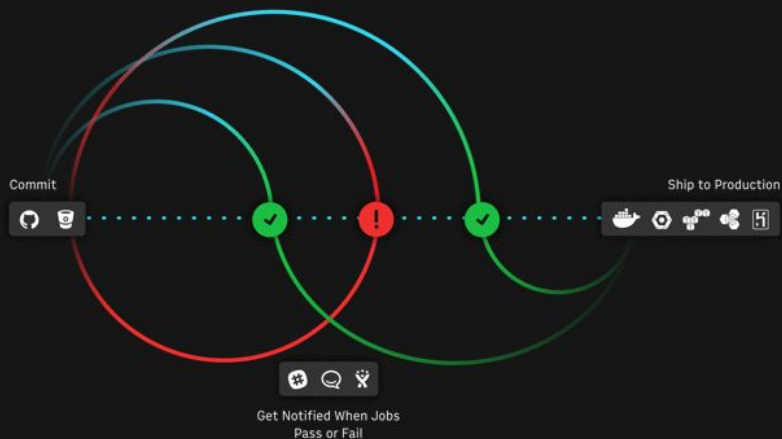 Commit
Ship to Production
Get Notified When Jobs
Pass or Fail